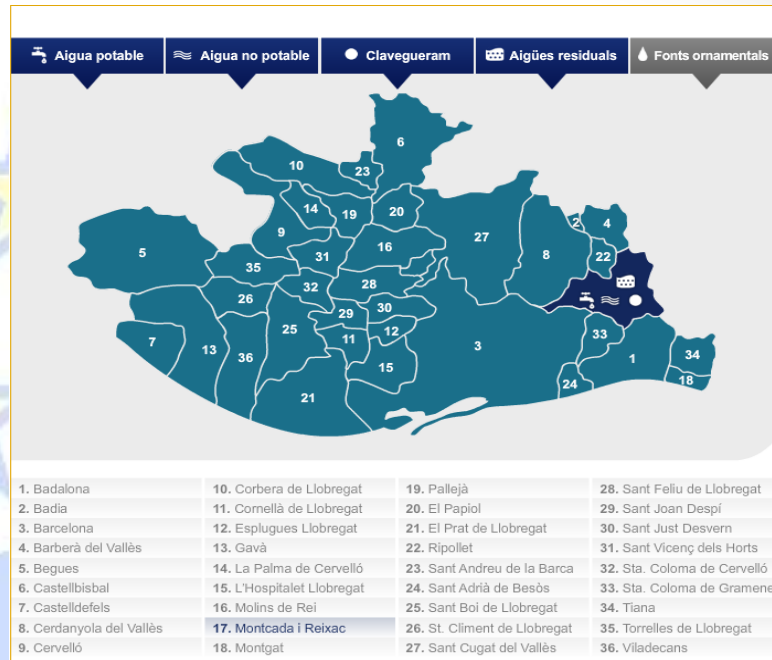 Aigua potable Aigua no potable Clavegueram Aigües residuals Fonts ornamentals
6
10
23
14
19
20
2
4
9
27
16
5
31
8
22
35
32
28
26
29
30
25
12
33
7
13
11
3
36
1
34
15
18
24
21
1. Badalona
2. Badia
3. Barcelona
4. Barberà del Vallès
5. Begues
6. Castellbisbal
7. Castelldefels
8. Cerdanyola del Vallès
9. Cervelló
10. Corbera de Llobregat
11. Cornellà de Llobregat
12. Esplugues Llobregat
13. Gavà
14. La Palma de Cervelló
15. L'Hospitalet Llobregat
16. Molins de Rei
17. Montcada i Reixac
18. Montgat
19. Pallejà
20. El Papiol
21. El Prat de Llobregat
22. Ripollet
23. Sant Andreu de la Barca
24. Sant Adrià de Besòs
25. Sant Boi de Llobregat
26. St. Climent de Llobregat
27. Sant Cugat del Vallès
28. Sant Feliu de Llobregat
29. Sant Joan Despí
30. Sant Just Desvern
31. Sant Vicenç dels Horts
32. Sta. Coloma de Cervelló
33. Sta. Coloma de Gramene
34. Tiana
35. Torrelles de Llobregat
36. Viladecans